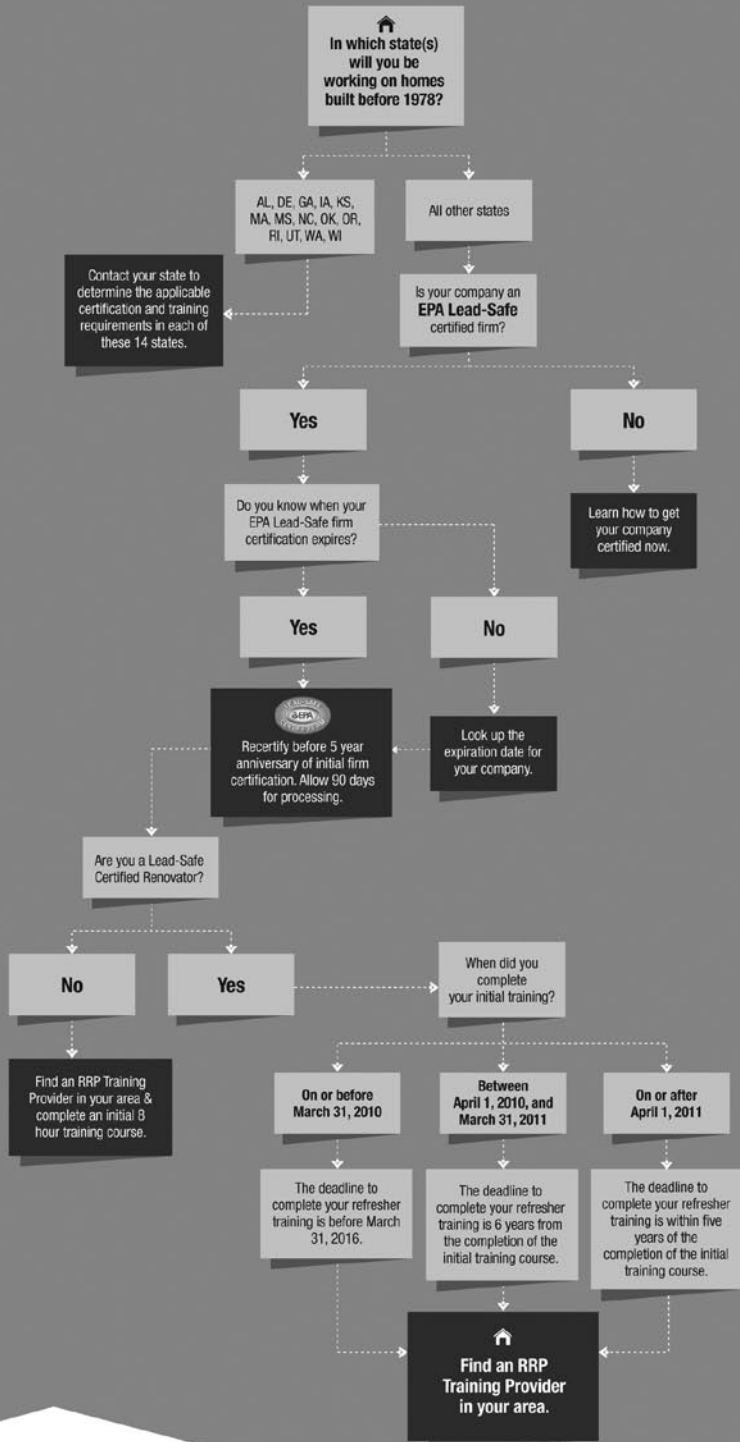 In which state(s)
will you be
working on homes
built before 1978?
AL, DE, GA, IA, KS,
MA, MS, NC, OK, OR,
RI, UT, WA, WI
All other states
Contact your state to
determine the applicable
certification and training
requirements in each of
these 14 states.
Is your company an
EPA Lead-Safe
certified firm?
Yes
No
Do you know when your
EPA Lead-Safe firm
certification expires?
Learn how to get
your company
certified now.
Yes
No
LEAD-SAFE
EPA
CERTIFIED FIRM
Recertify before 5 year
anniversary of initial firm
certification. Allow 90 days
for processing.
Look up the
expiration date for
your company.
Are you a Lead-Safe
Certified Renovator?
No
Yes
When did you
complete
your initial training?
Find an RRP Training
Provider in your area &
complete an initial 8
hour training course.
On or before
March 31, 2010
Between
April 1, 2010, and
March 31, 2011
On or after
April 1, 2011
The deadline to
complete your refresher
training is before March
31, 2016.
The deadline to
complete your refresher
training is 6 years from
the completion of the
initial training course.
The deadline to
complete your refresher
training is within five
years of the
completion of the initial
training course.
Find an RRP
Training Provider
in your area.